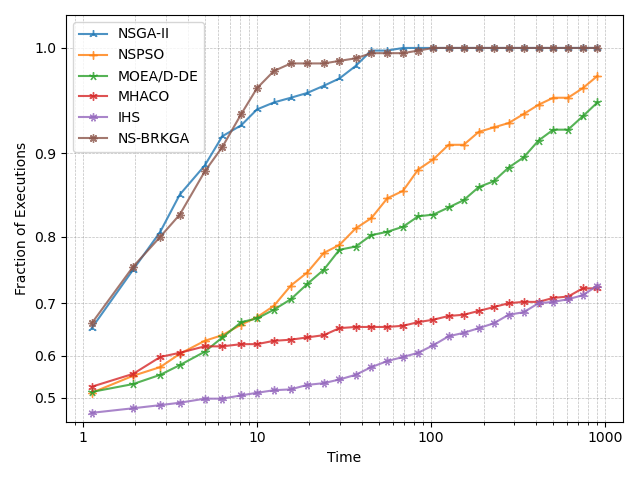 NSGA-II
NSPSO
MOEA/D-DE
MHACO
IHS
NS-BRKGA
Fraction of Executions
1.0
0.9
0.8
0.7
0.6
0.5
1
10
100
1000
Time